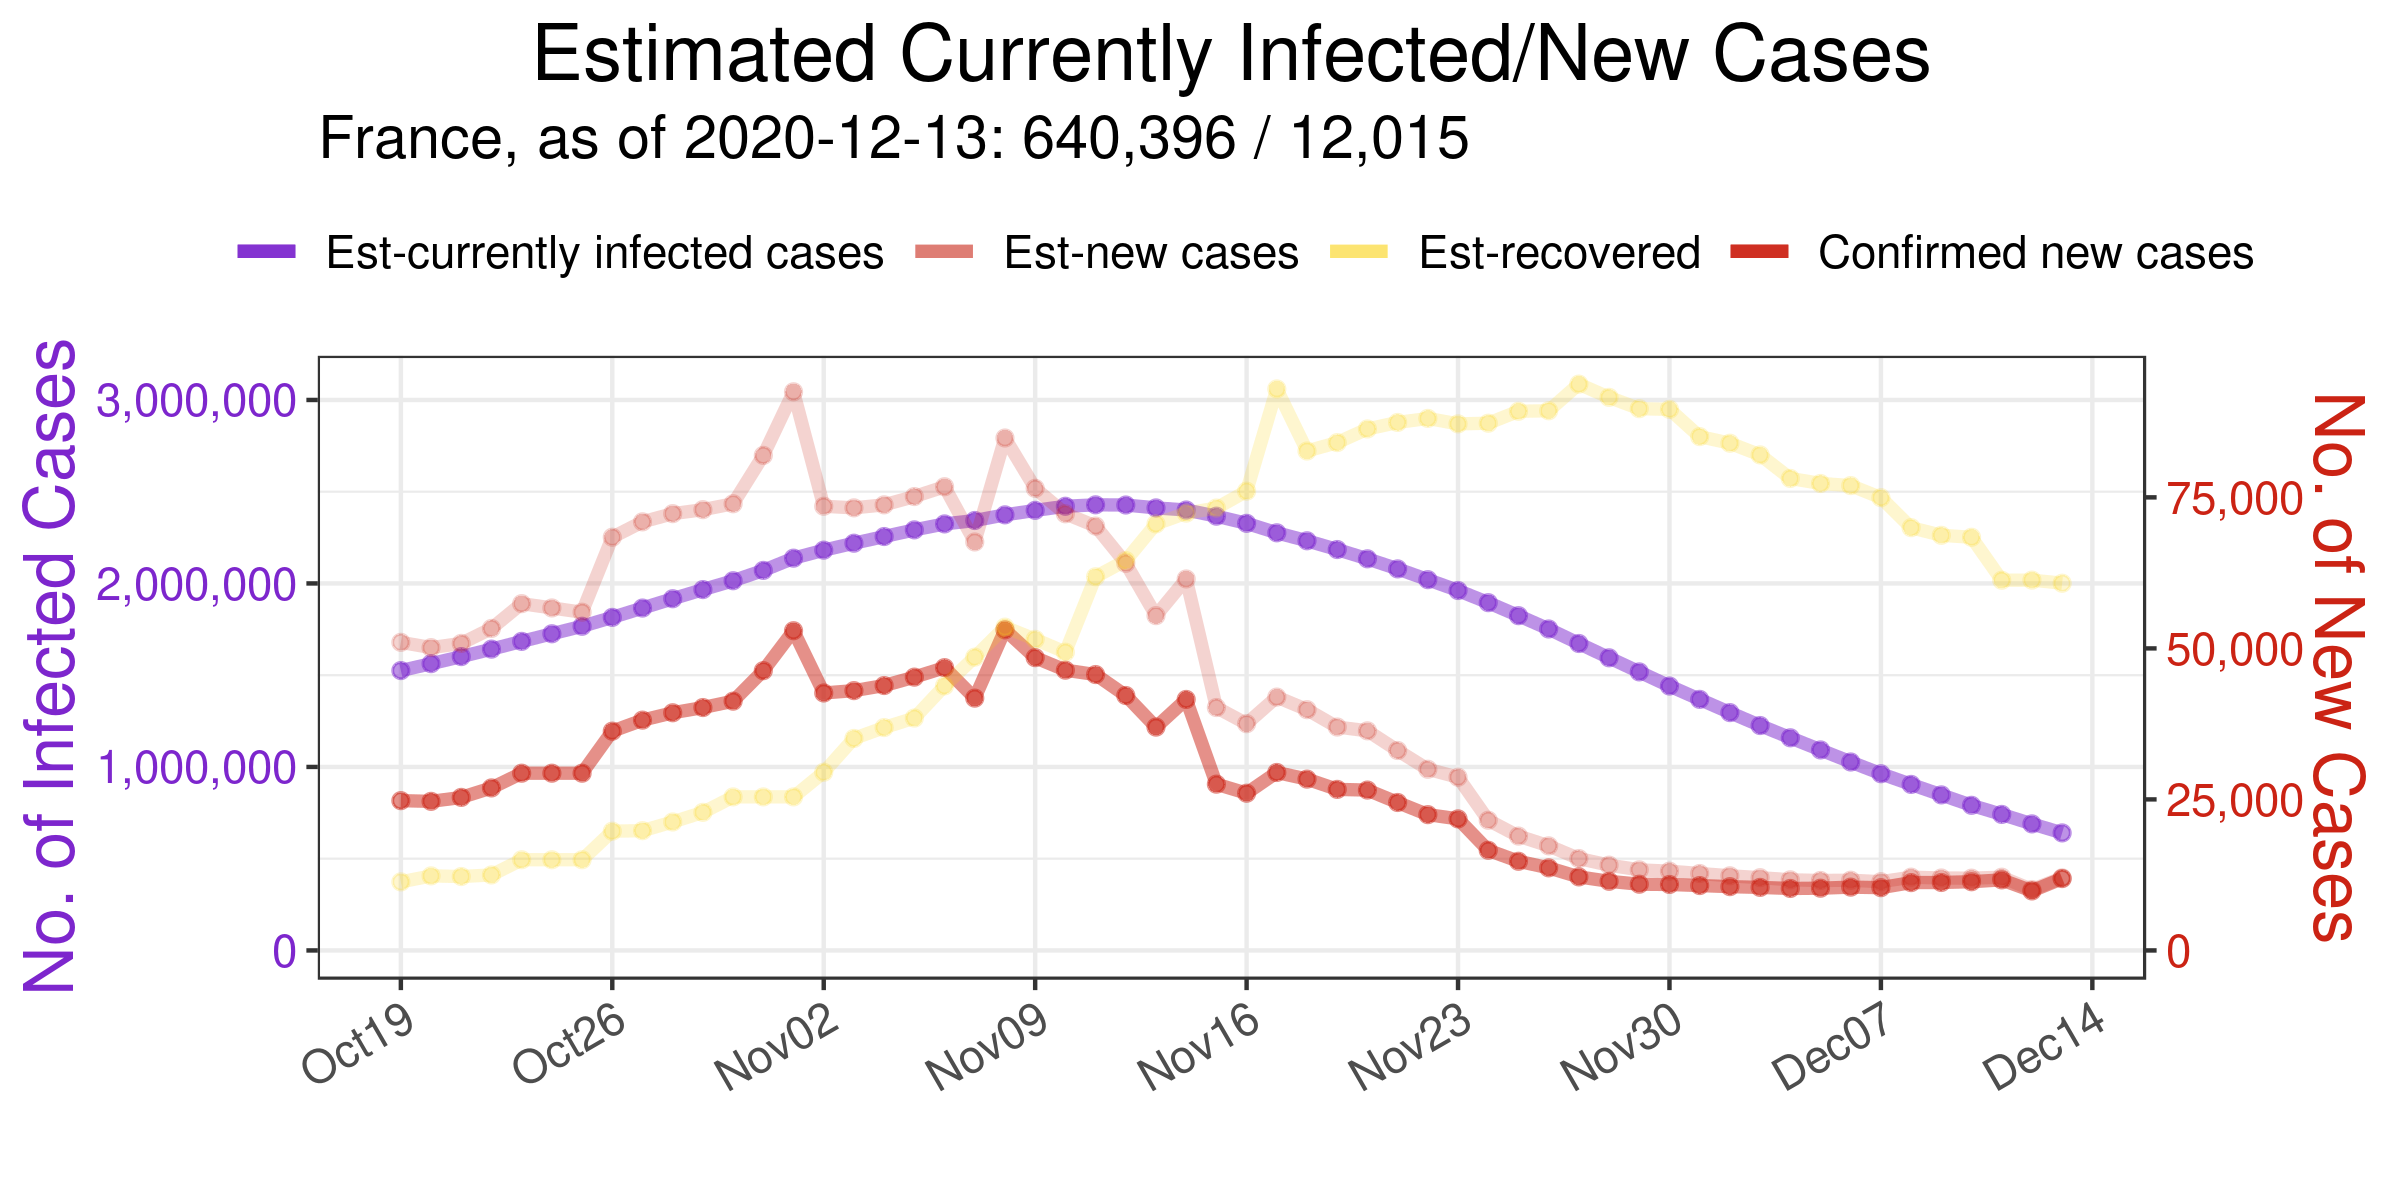 Estimated Currently Infected/New Cases
France, as of 2020-12-13: 640,396 / 12,015
Est-currently infected cases Est-new cases Est-recovered Confirmed new cases
No. of Infected Cases
3,000,000
2,000,000
1,000,000
0
No. of New Cases
75,000
50,000
25,000
0
Oct19 Oct26 Nov02 Nov09 Nov16 Nov23 Nov30 Dec07 Dec14